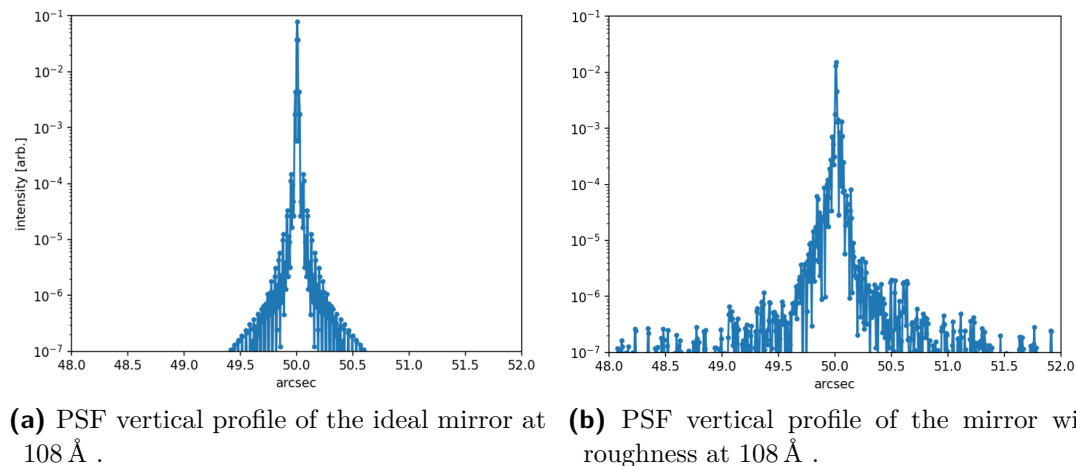 10⁻¹ 10⁻¹
10⁻² 10⁻²
10⁻³ 10⁻³
intensity [arb.]
10⁻⁴ 10⁻⁴
10⁻⁵ 10⁻⁵
10⁻⁶ 10⁻⁶
10⁻⁷ 10⁻⁷
48.0 48.5 49.0 49.5 50.0 50.5 51.0 51.5 52.0 48.0 48.5 49.0 49.5 50.0 50.5 51.0 51.5 52.0
arcsec arcsec
(a) PSF vertical profile of the ideal mirror at
108 Å .
(b) PSF vertical profile of the mirror wi
roughness at 108 Å .